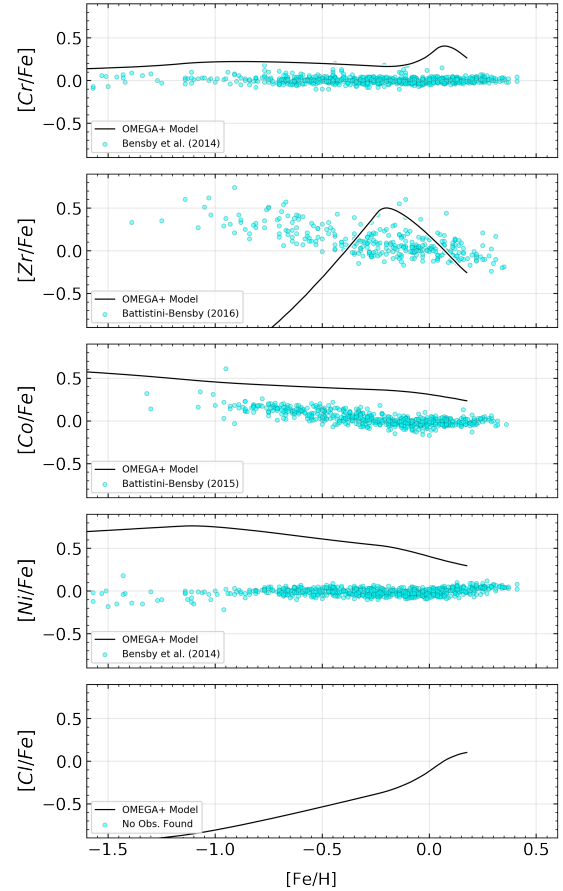 [Cr/Fe]
0.5
0.0
−0.5
OMEGA+ Model
Bensby et al. (2014)
[Zr/Fe]
0.5
0.0
−0.5
OMEGA+ Model
Battistini-Bensby (2016)
[Co/Fe]
0.5
0.0
−0.5
OMEGA+ Model
Battistini-Bensby (2015)
[Ni/Fe]
0.5
0.0
−0.5
OMEGA+ Model
Bensby et al. (2014)
[Cl/Fe]
0.5
0.0
−0.5
OMEGA+ Model
No Obs. Found
−1.5 −1.0 −0.5 0.0 0.5
[Fe/H]